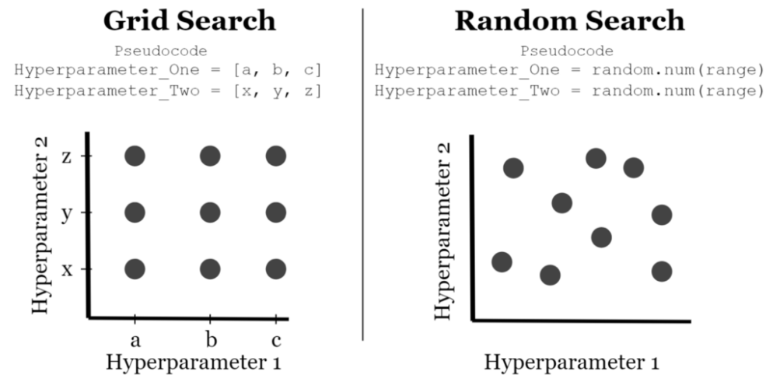 Grid Search
Pseudocode
Hyperparameter_One = [a, b, c]
Hyperparameter_Two = [x, y, z]
Hyperparameter 2
z
y
x
a b c
Hyperparameter 1
Random Search
Pseudocode
Hyperparameter_One = random.num(range)
Hyperparameter_Two = random.num(range)
Hyperparameter 2
Hyperparameter 1